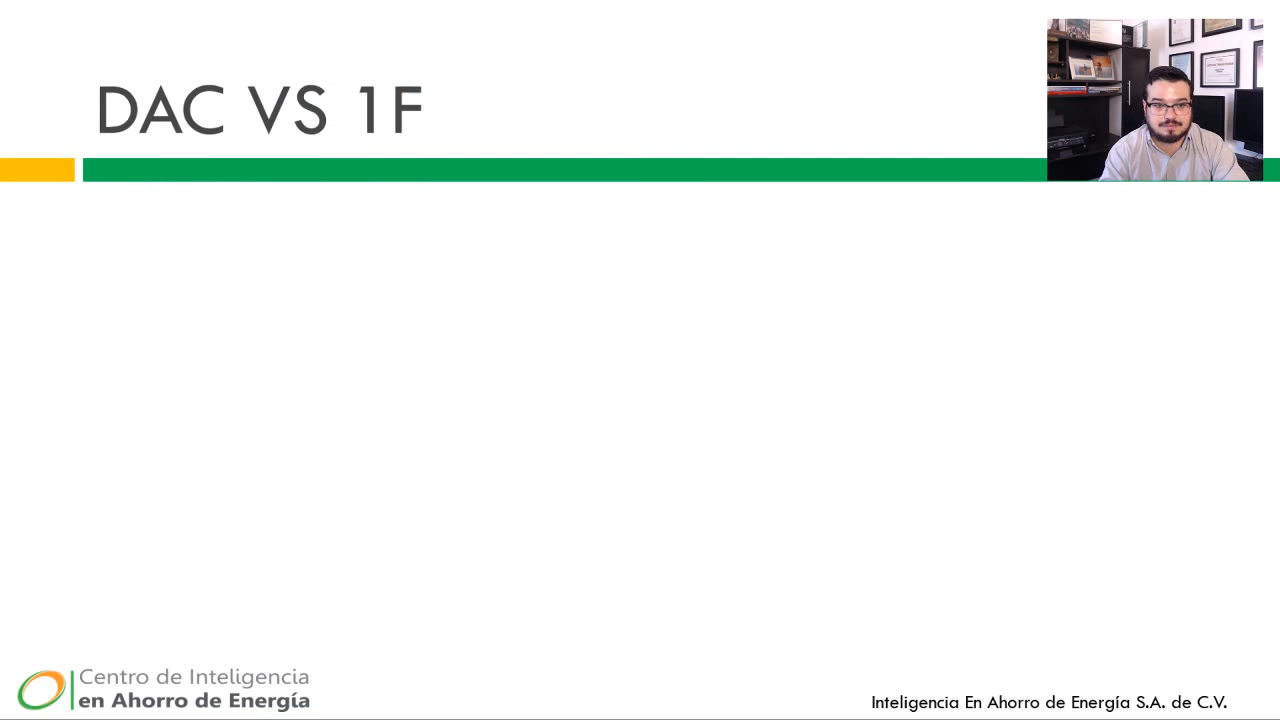 DAC VS 1F
Centro de Inteligencia
en Ahorro de Energía
Inteligencia En Ahorro de Energía S.A. de C.V.